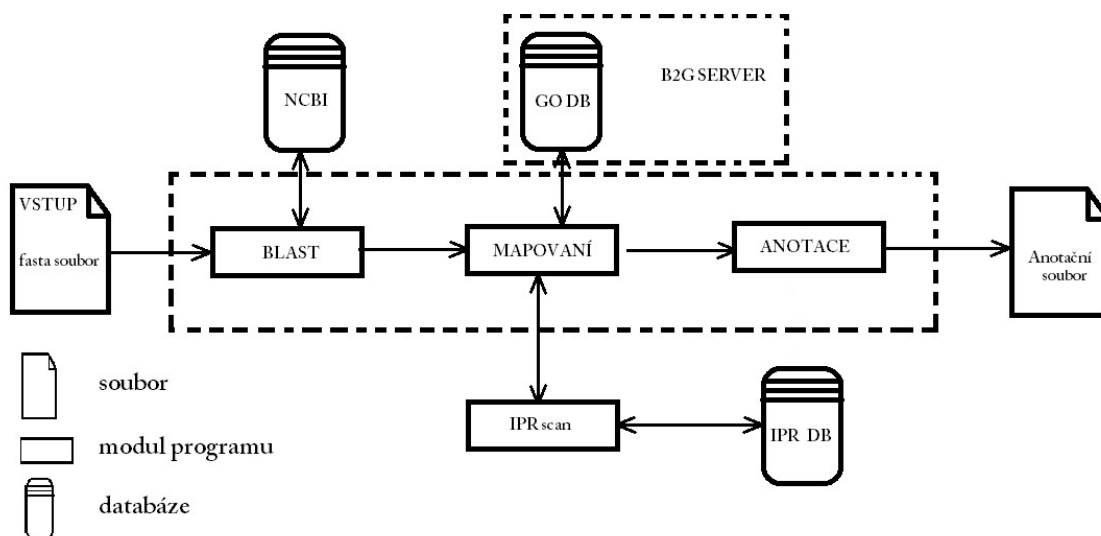 NCBI
GO DB
B2G SERVER
VSTUP
fasta soubor
BLAST
MAPOVANÍ
ANOTACE
Anotační
soubor
IPR scan
IPR DB
soubor
modul programu
databáze